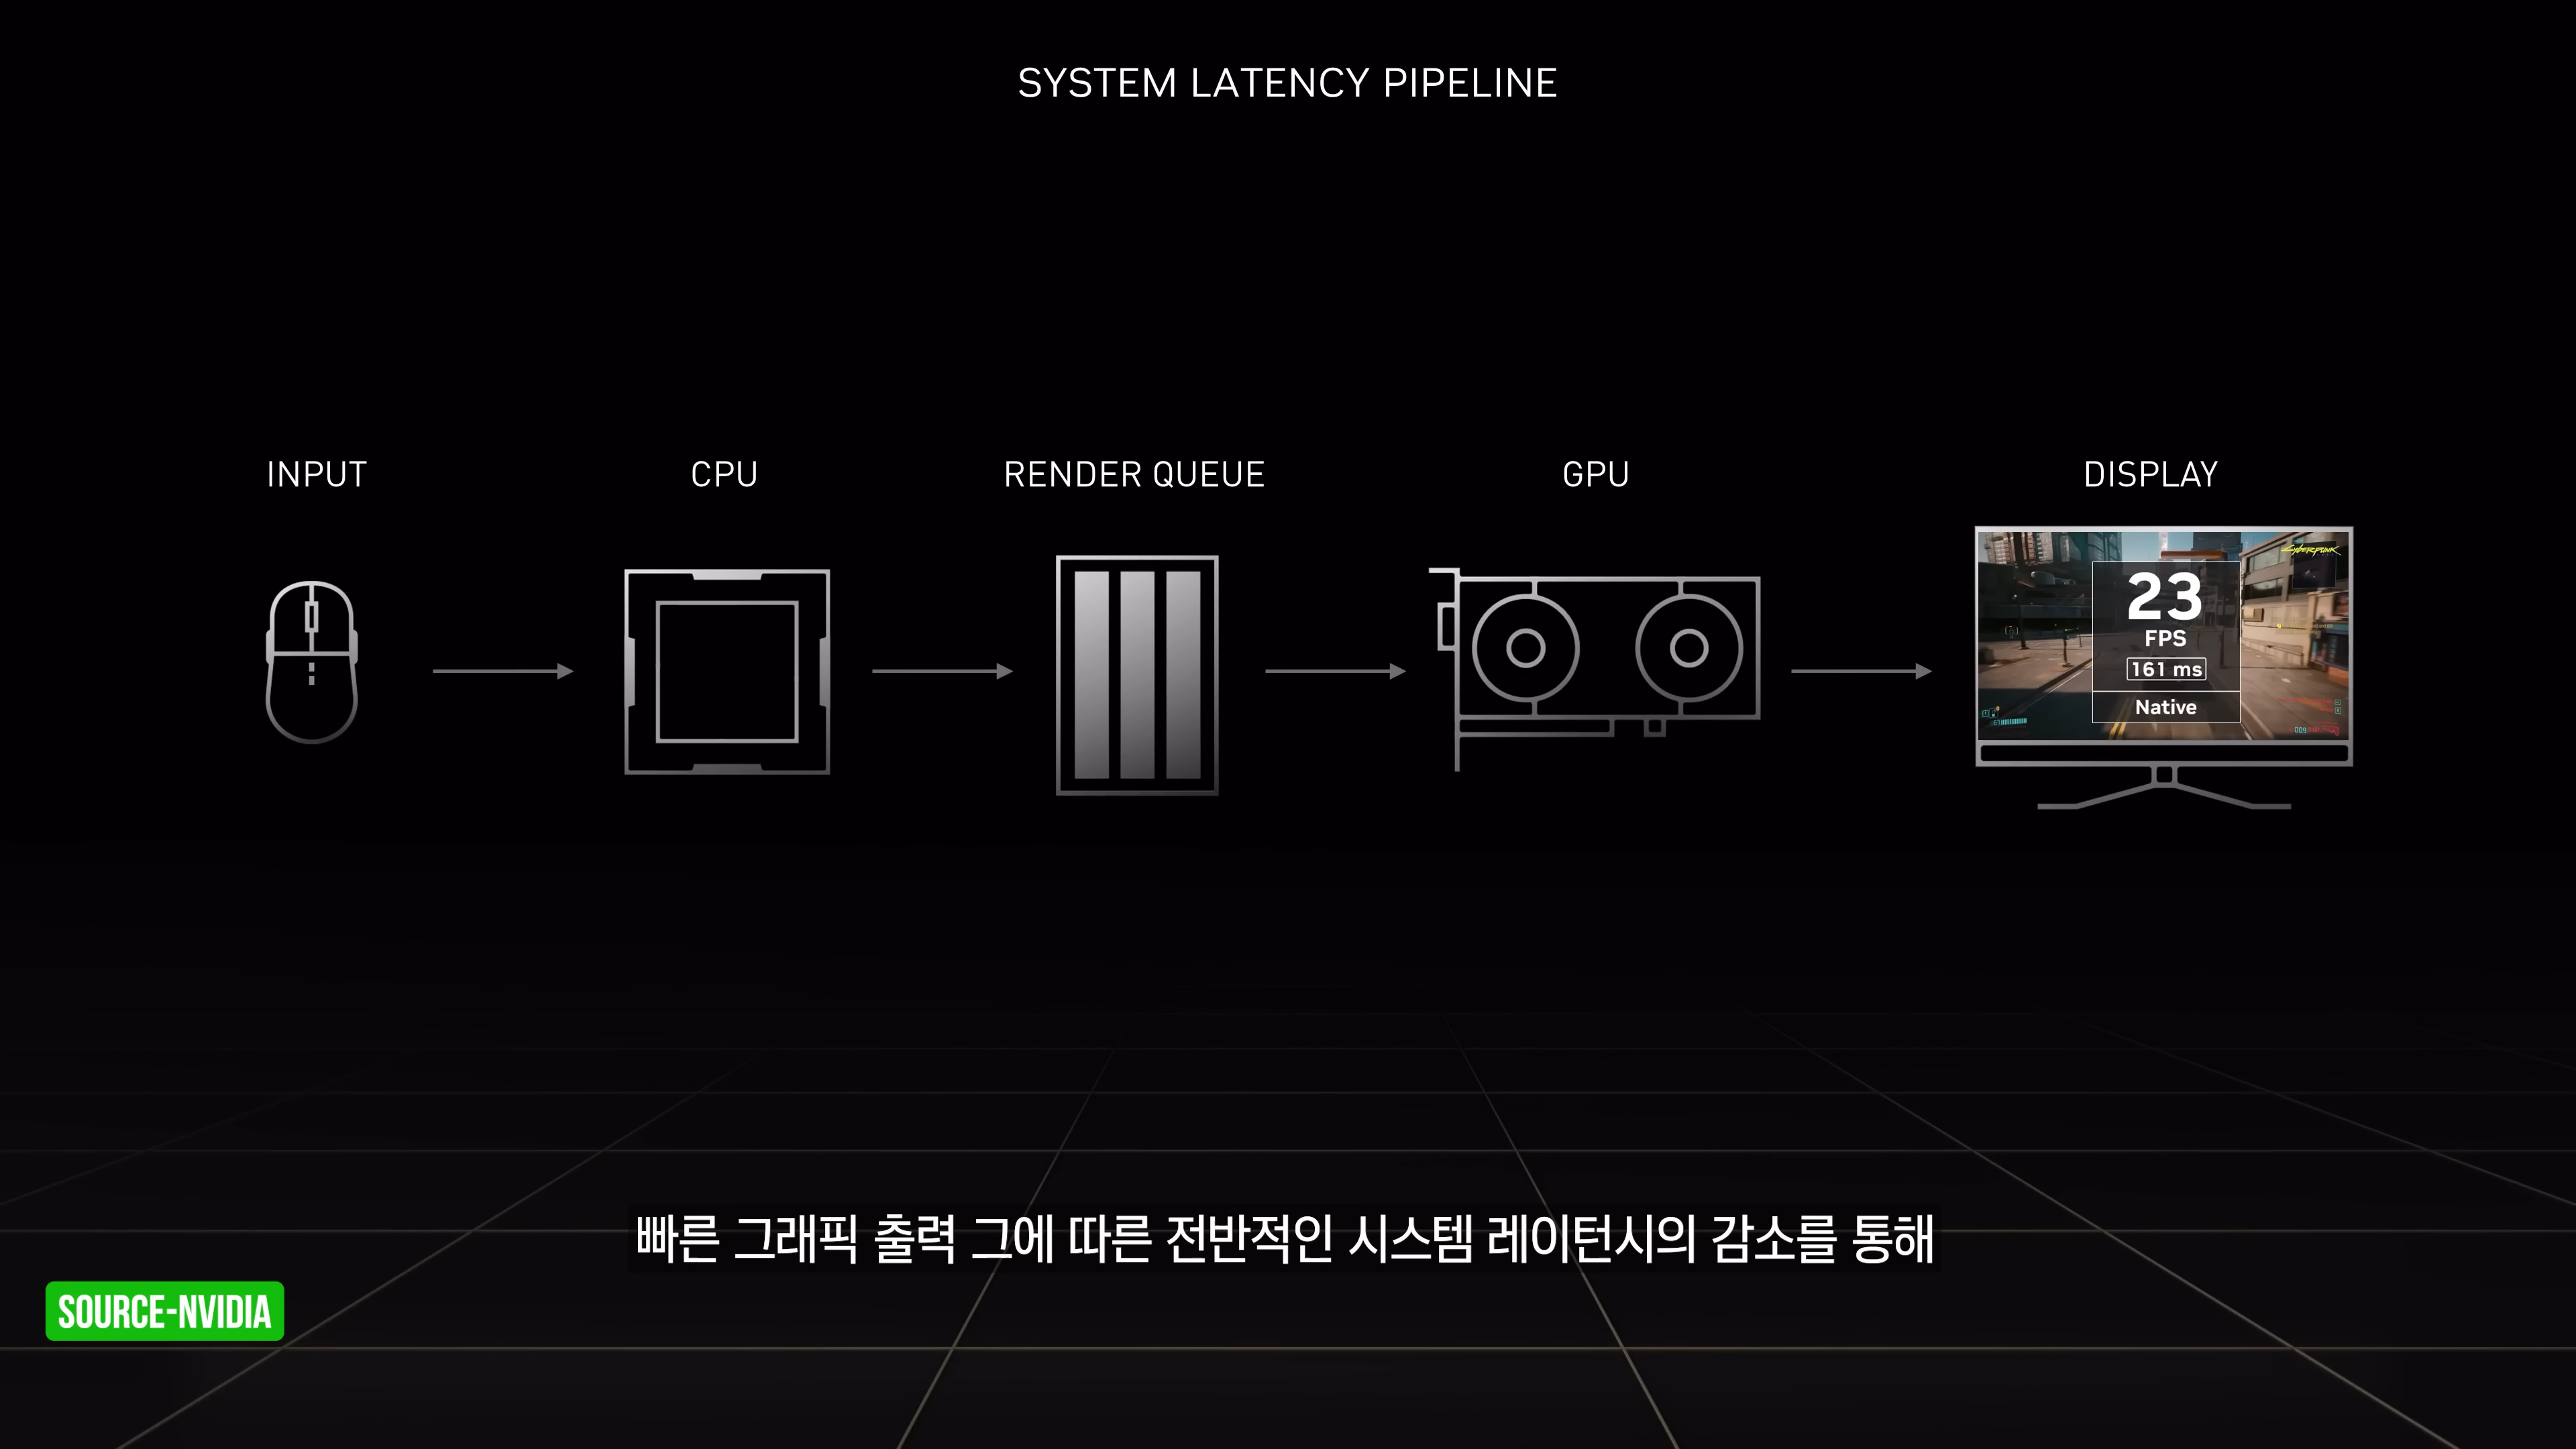 SYSTEM LATENCY PIPELINE
INPUT
CPU
RENDER QUEUE
GPU
DISPLAY
cyberpunk
23
FPS
161 ms
Native
빠른 그래픽 출력 그에 따른 전반적인 시스템 레이턴시의 감소를 통해
SOURCE-NVIDIA